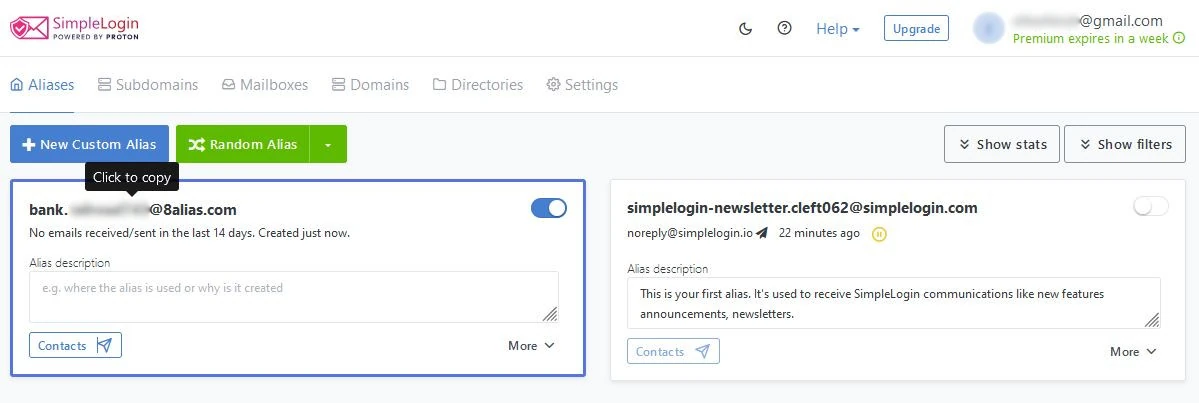 SimpleLogin
POWERED BY PROTON
Help
Upgrade
@gmail.com
Premium expires in a week
Aliases
Subdomains
Mailboxes
Domains
Directories
Settings
New Custom Alias
Random Alias
Show stats
Show filters
Click to copy
bank. @8alias.com
No emails received/sent in the last 14 days. Created just now.
Alias description
e.g. where the alias is used or why is it created
Contacts
More
simplelogin-newsletter.cleft062@simplelogin.com
noreply@simplelogin.io 22 minutes ago
Alias description
This is your first alias. It's used to receive SimpleLogin communications like new features
announcements, newsletters.
Contacts
More